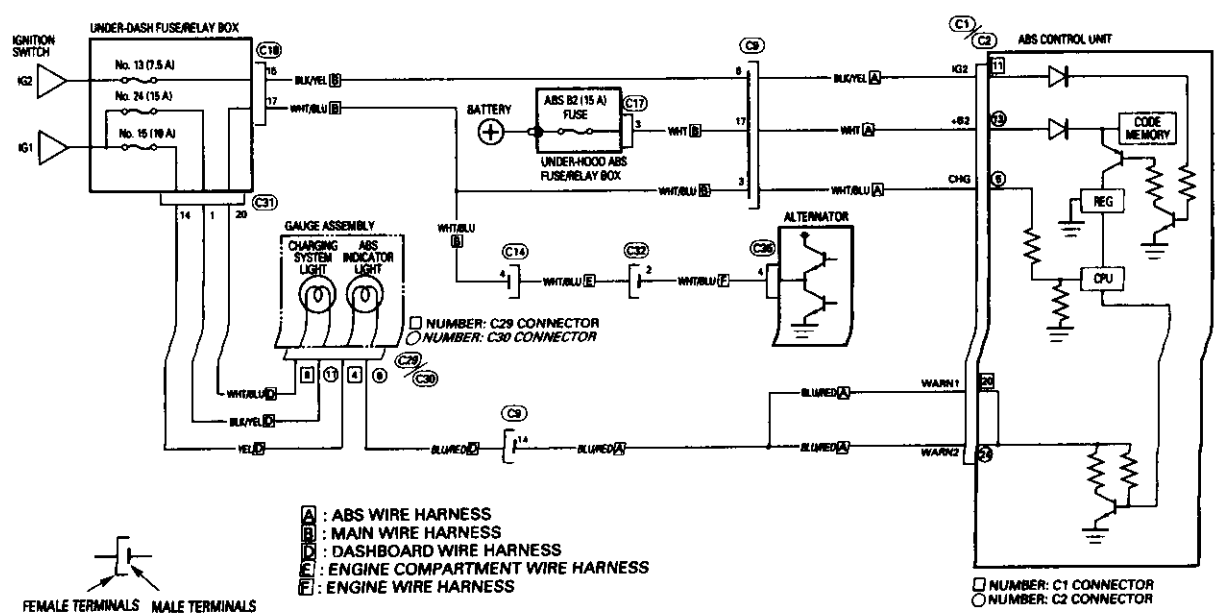 UNDER-DASH FUSE/RELAY BOX
IGNITION
SWITCH
IG2
IG1
No. 13 (7.5 A)
No. 24 (15 A)
No. 15 (10 A)
C18
16
17
BLK/YEL B
WHT/BLU B
C31
14
1
20
BATTERY
ABS B2 (15 A)
FUSE
C17
3
WHT B
UNDER-HOOD ABS
FUSE/RELAY BOX
WHT/BLU B
C9
6
17
3
BLK/YEL A
WHT A
WHT/BLU A
C1/C2
ABS CONTROL UNIT
IG2
11
+B2
13
CHG
CODE
MEMORY
REG
CPU
GAUGE ASSEMBLY
CHARGING
SYSTEM
LIGHT
ABS
INDICATOR
LIGHT
WHT/BLU
B
C14
4
WHT/BLU E
C32
2
WHT/BLU F
C36
4
ALTERNATOR
□ NUMBER: C29 CONNECTOR
○ NUMBER: C30 CONNECTOR
8
11
4
C29/C30
WHT/BLU D
BLK/YEL D
YEL D
BLU/RED D
C9
14
BLU/RED A
BLU/RED A
BLU/RED A
WARN1
20
WARN2
24
A : ABS WIRE HARNESS
B : MAIN WIRE HARNESS
D : DASHBOARD WIRE HARNESS
E : ENGINE COMPARTMENT WIRE HARNESS
F : ENGINE WIRE HARNESS
FEMALE TERMINALS
MALE TERMINALS
□ NUMBER: C1 CONNECTOR
○ NUMBER: C2 CONNECTOR